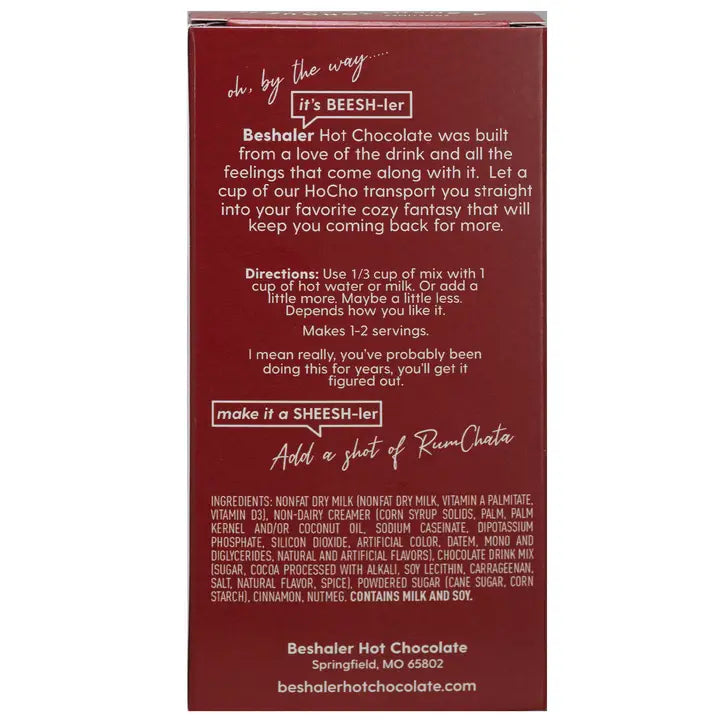 oh, by the way.....
it's BEESH-ler
Beshaler Hot Chocolate was built
from a love of the drink and all the
feelings that come along with it. Let a
cup of our HoCho transport you straight
into your favorite cozy fantasy that will
keep you coming back for more.
Directions: Use 1/3 cup of mix with 1
cup of hot water or milk. Or add a
little more. Maybe a little less.
Depends how you like it.
Makes 1-2 servings.
I mean really, you've probably been
doing this for years, you'll get it
figured out.
make it a SHEESH-ler
Add a shot of RumChata
INGREDIENTS: NONFAT DRY MILK (NONFAT DRY MILK, VITAMIN A PALMITATE,
VITAMIN D3), NON-DAIRY CREAMER (CORN SYRUP SOLIDS, PALM, PALM
KERNEL AND/OR COCONUT OIL, SODIUM CASEINATE, DIPOTASSIUM
PHOSPHATE, SILICON DIOXIDE, ARTIFICIAL COLOR, DATEM, MONO AND
DIGLYCERIDES, NATURAL AND ARTIFICIAL FLAVORS), CHOCOLATE DRINK MIX
(SUGAR, COCOA PROCESSED WITH ALKALI, SOY LECITHIN, CARRAGEENAN,
SALT, NATURAL FLAVOR, SPICE), POWDERED SUGAR (CANE SUGAR, CORN
STARCH), CINNAMON, NUTMEG. CONTAINS MILK AND SOY.
Beshaler Hot Chocolate
Springfield, MO 65802
beshalerhotchocolate.com